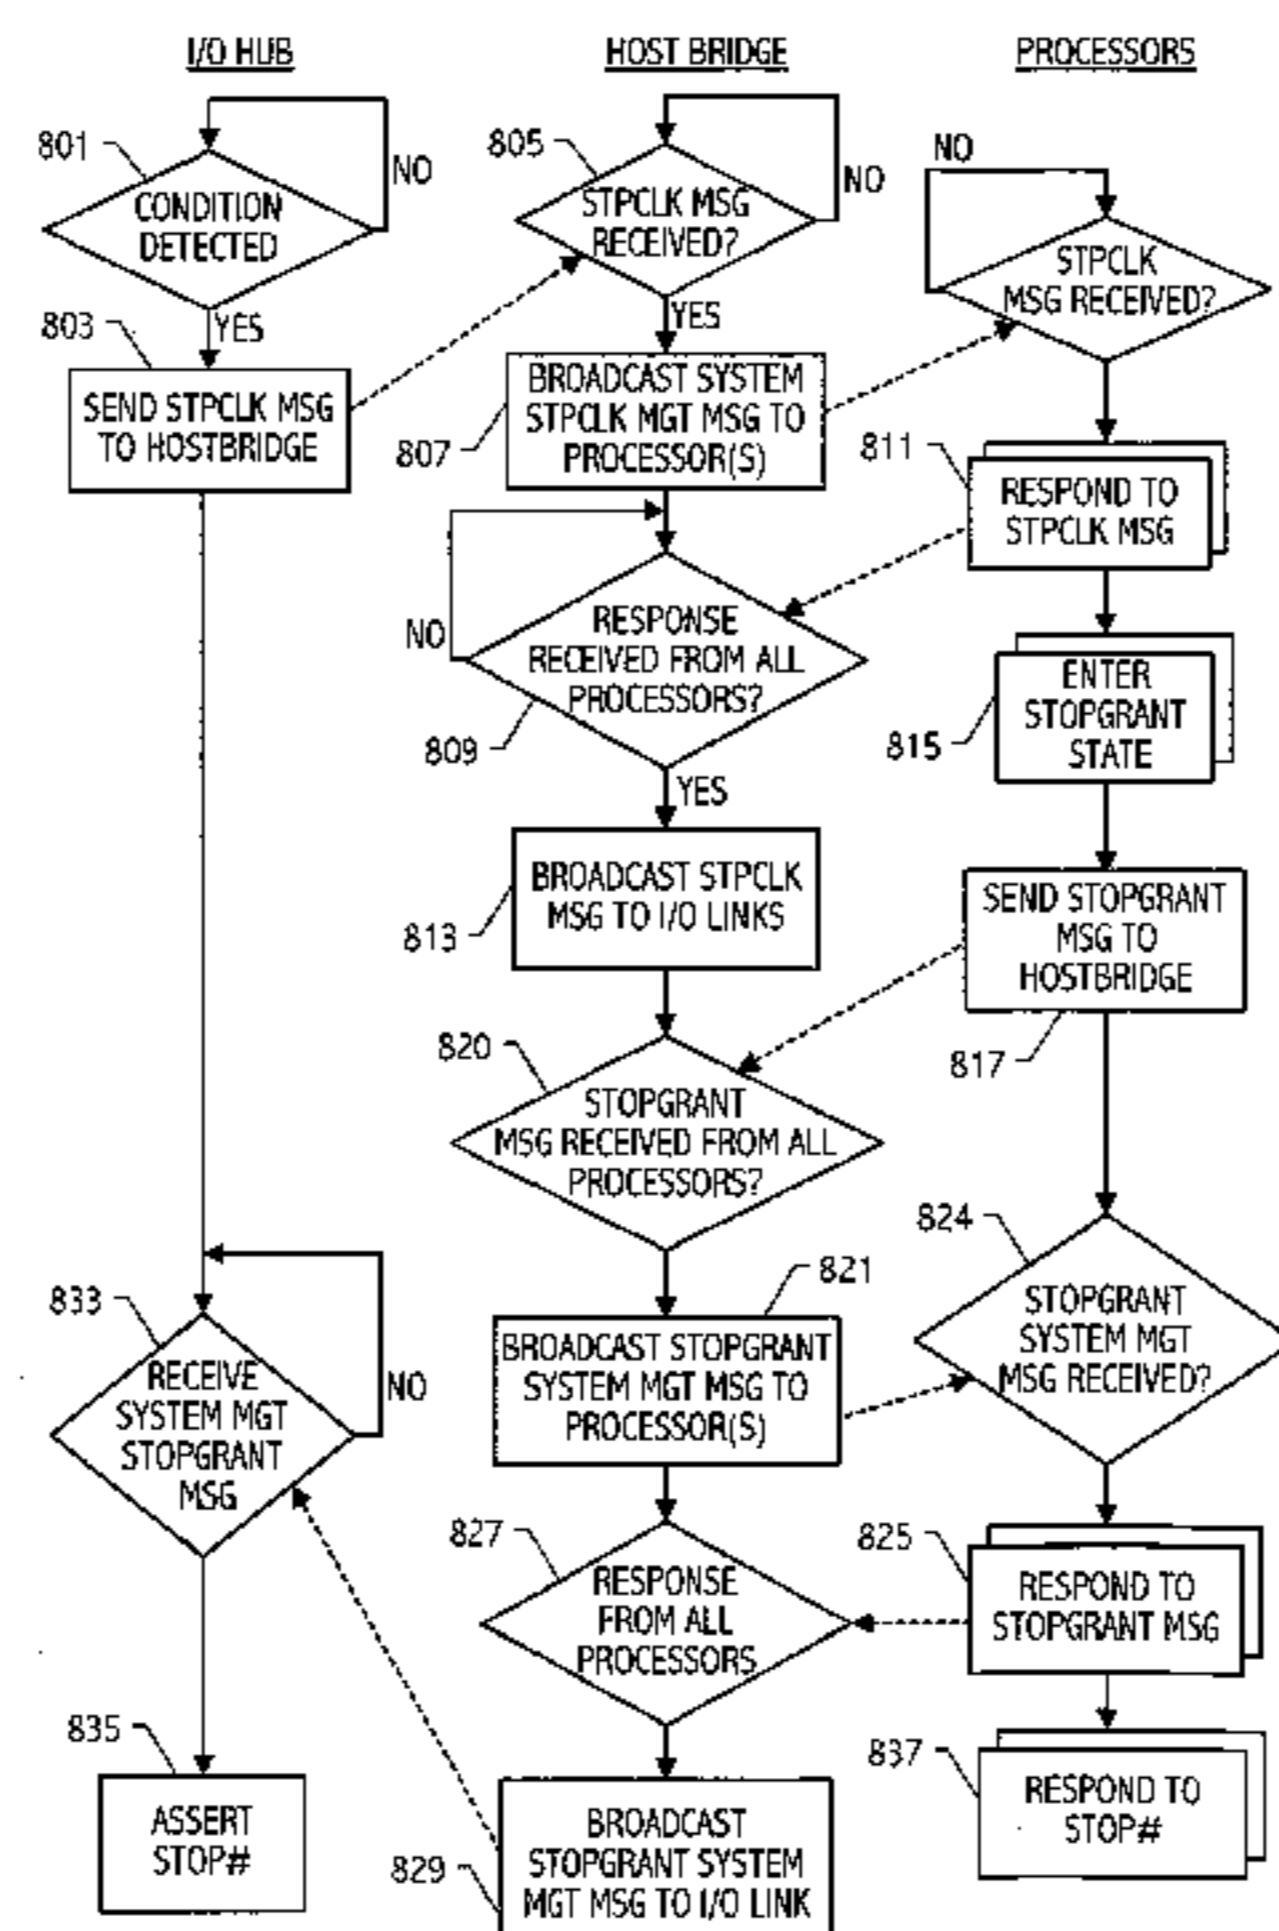 I/O HUB
HOST BRIDGE
PROCESSORS
801
CONDITION
DETECTED
NO
YES
803
SEND STPCLK MSG
TO HOSTBRIDGE
833
RECEIVE
SYSTEM MGT
STOPGRANT
MSG
NO
835
ASSERT
STOP#
805
STPCLK MSG
RECEIVED?
NO
YES
BROADCAST SYSTEM
STPCLK MGT MSG TO
PROCESSOR(S)
807
RESPONSE
RECEIVED FROM ALL
PROCESSORS?
NO
809
YES
BROADCAST STPCLK
MSG TO I/O LINKS
813
820
STOPGRANT
MSG RECEIVED FROM ALL
PROCESSORS?
821
BROADCAST STOPGRANT
SYSTEM MGT MSG TO
PROCESSOR(S)
827
RESPONSE
FROM ALL
PROCESSORS
BROADCAST
STOPGRANT SYSTEM
MGT MSG TO I/O LINK
829
NO
STPCLK
MSG RECEIVED?
811
RESPOND TO
STPCLK MSG
ENTER
STOPGRANT
STATE
815
SEND STOPGRANT
MSG TO
HOSTBRIDGE
817
824
STOPGRANT
SYSTEM MGT
MSG RECEIVED?
825
RESPOND TO
STOPGRANT MSG
837
RESPOND TO
STOP#